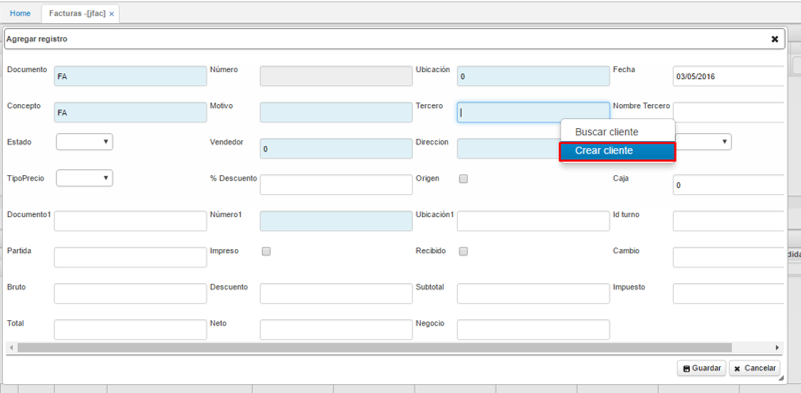 Home Facturas -[jfac] ×
Agregar registro ✖
Documento FA Número Ubicación 0 Fecha 03/05/2016
Concepto FA Motivo Tercero Nombre Tercero
Buscar cliente
Estado Vendedor 0 Direccion
Crear cliente
TipoPrecio % Descuento Origen Caja 0
Documento1 Número1 Ubicación1 Id turno
Partida Impreso Recibido Cambio
Bruto Descuento Subtotal Impuesto
Total Neto Negocio
Guardar ✖ Cancelar